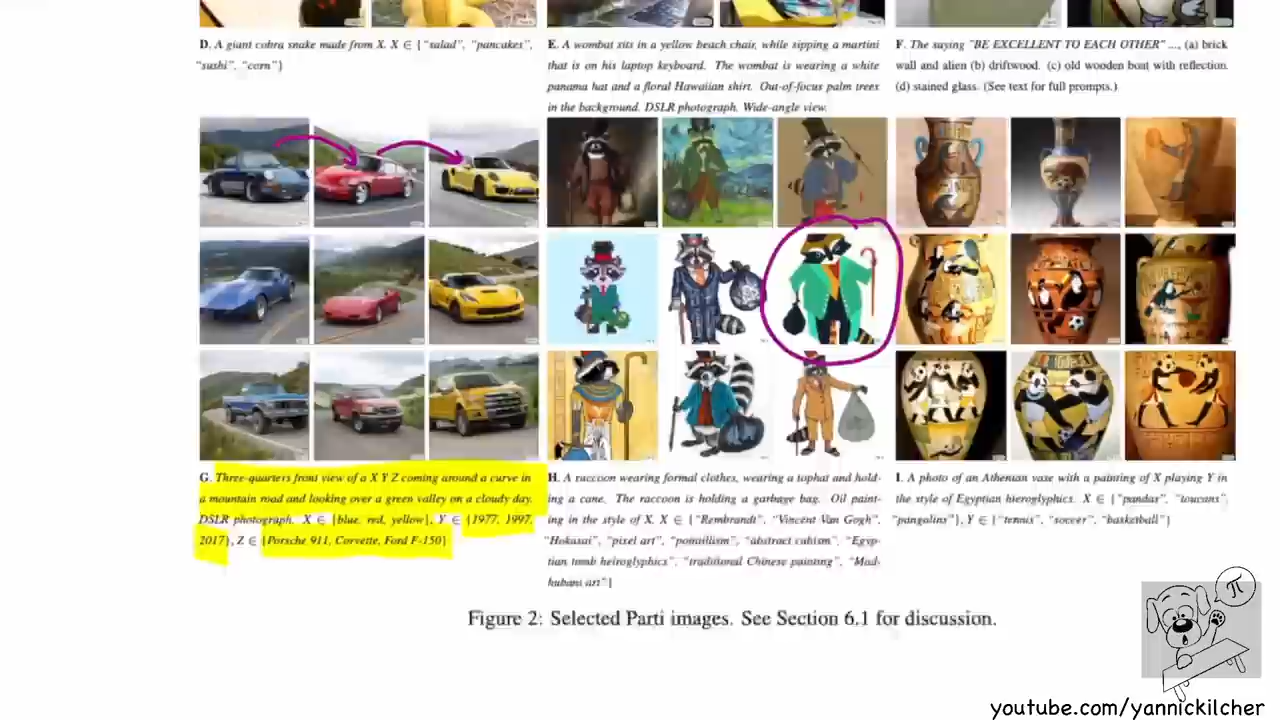 D. A giant cobra snake made from X. X ∈ {"salad", "pancakes",
"sushi", "corn"}
E. A wombat sits in a yellow beach chair, while sipping a martini
that is on his laptop keyboard. The wombat is wearing a white
panama hat and a floral Hawaiian shirt. Out-of-focus palm trees
in the background. DSLR photograph. Wide-angle view.
F. The saying "BE EXCELLENT TO EACH OTHER" ..., (a) brick
wall and alien (b) driftwood. (c) old wooden boat with reflection.
(d) stained glass. (See text for full prompts.)
G. Three-quarters front view of a X Y Z coming around a curve in
a mountain road and looking over a green valley on a cloudy day.
DSLR photograph. X ∈ {blue, red, yellow}, Y ∈ {1977, 1997,
2017}, Z ∈ {Porsche 911, Corvette, Ford F-150}
H. A raccoon wearing formal clothes, wearing a tophat and hold-
ing a cane. The raccoon is holding a garbage bag. Oil paint-
ing in the style of X. X ∈ {"Rembrandt", "Vincent Van Gogh",
"Hokusai", "pixel art", "pointillism", "abstract cubism", "Egyp-
tian tomb heiroglyphics", "traditional Chinese painting", "Mad-
hubani art"}
I. A photo of an Athenian vase with a painting of X playing Y in
the style of Egyptian hieroglyphics. X ∈ {"pandas", "toucans",
"pangolins"}, Y ∈ {"tennis", "soccer", "basketball"}
Figure 2: Selected Parti images. See Section 6.1 for discussion.
π
youtube.com/yannickilcher